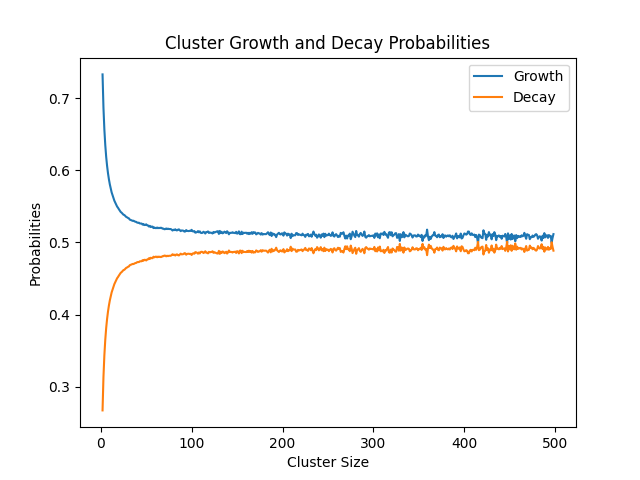 Cluster Growth and Decay Probabilities
Growth
Decay
0.7
0.6
0.5
0.4
0.3
Probabilities
0
100
200
300
400
500
Cluster Size